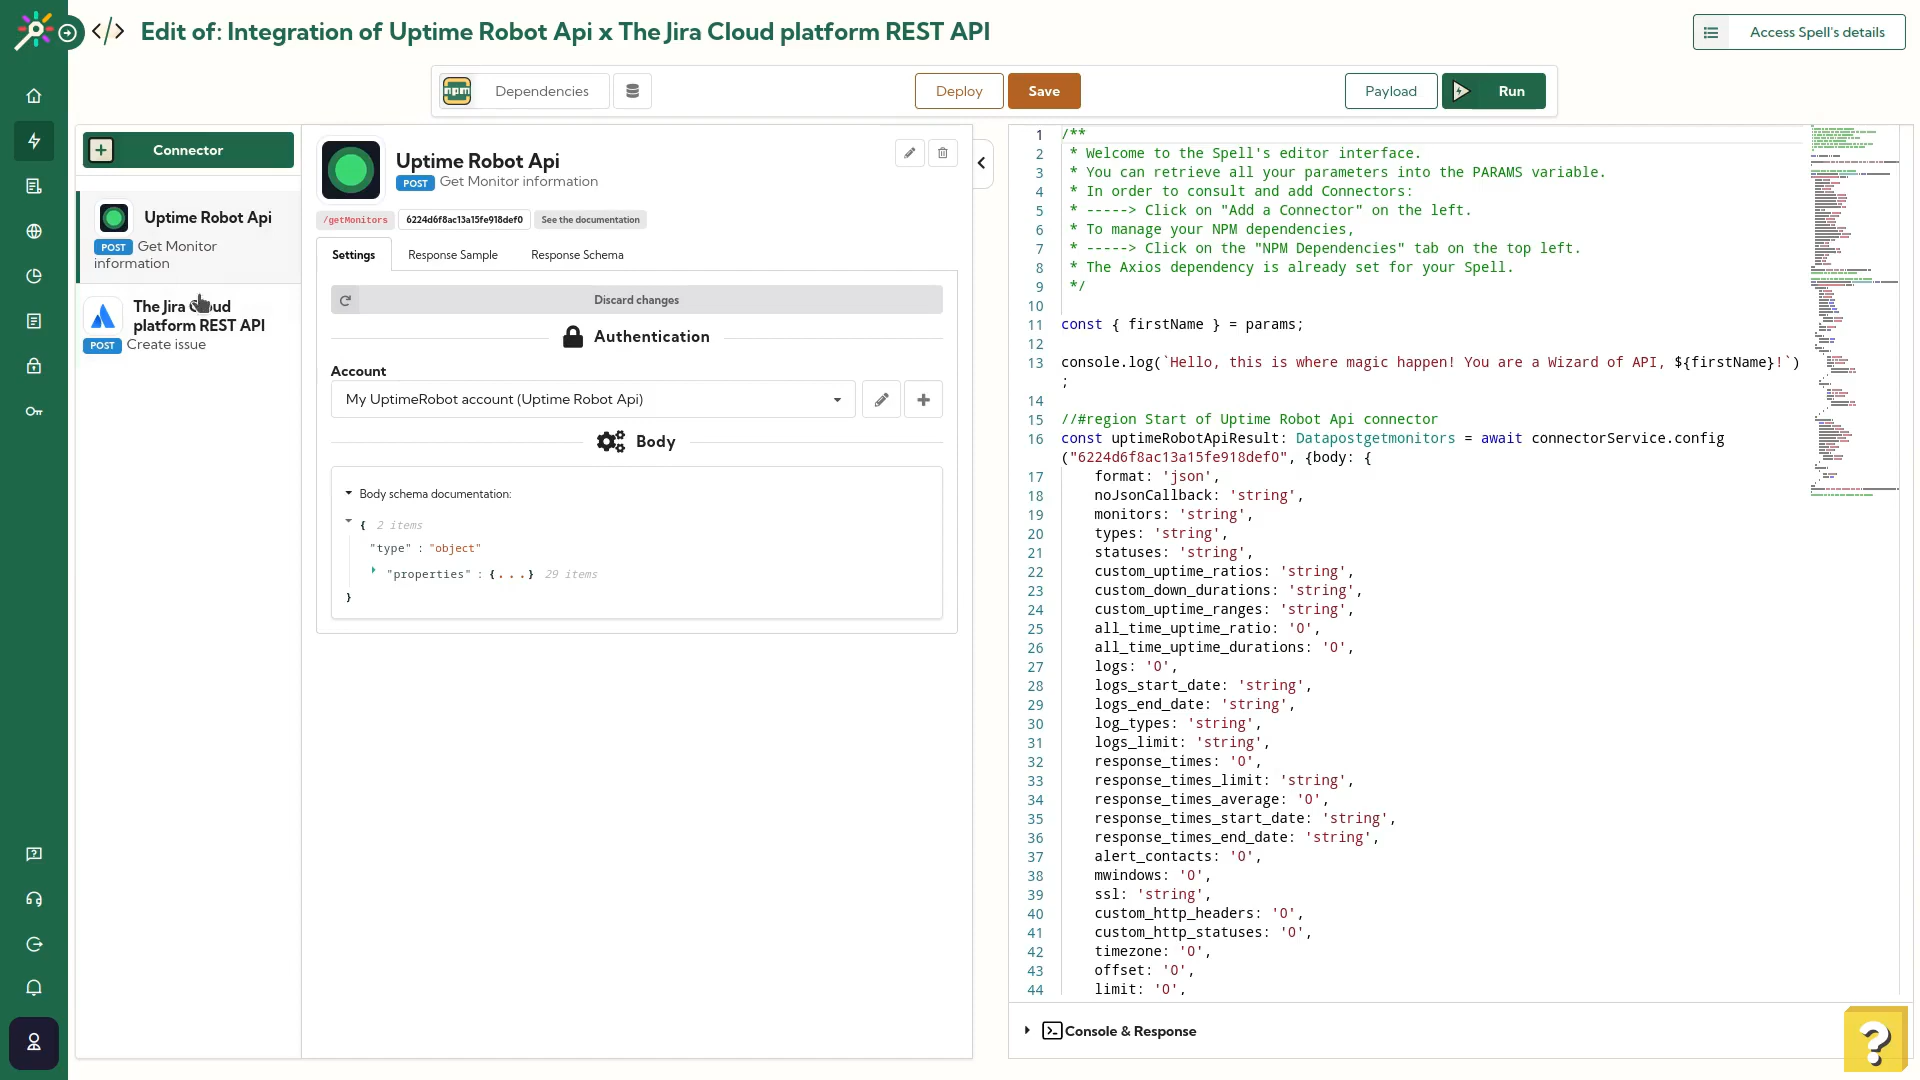 </> Edit of: Integration of Uptime Robot Api x The Jira Cloud platform REST API
Access Spell's details
npm Dependencies
Deploy
Save
Payload
Run
+ Connector
Uptime Robot Api
POST Get Monitor
information
The Jira Cloud
platform REST API
POST Create issue
Uptime Robot Api
POST Get Monitor information
/getMonitors 6224d6f8ac13a15fe918def0 See the documentation
Settings Response Sample Response Schema
Discard changes
Authentication
Account
My UptimeRobot account (Uptime Robot Api)
Body
Body schema documentation:
{ 2 items
"type" : "object"
"properties" : {...} 29 items
}
1 /**
2 * Welcome to the Spell's editor interface.
3 * You can retrieve all your parameters into the PARAMS variable.
4 * In order to consult and add Connectors:
5 * -----> Click on "Add a Connector" on the left.
6 * To manage your NPM dependencies,
7 * -----> Click on the "NPM Dependencies" tab on the top left.
8 * The Axios dependency is already set for your Spell.
9 */
10
11 const { firstName } = params;
12
13 console.log(`Hello, this is where magic happen! You are a Wizard of API, ${firstName}!`)
;
14
15 //#region Start of Uptime Robot Api connector
16 const uptimeRobotApiResult: Datapostgetmonitors = await connectorService.config
("6224d6f8ac13a15fe918def0", {body: {
17 format: 'json',
18 noJsonCallback: 'string',
19 monitors: 'string',
20 types: 'string',
21 statuses: 'string',
22 custom_uptime_ratios: 'string',
23 custom_down_durations: 'string',
24 custom_uptime_ranges: 'string',
25 all_time_uptime_ratio: '0',
26 all_time_uptime_durations: '0',
27 logs: '0',
28 logs_start_date: 'string',
29 logs_end_date: 'string',
30 log_types: 'string',
31 logs_limit: 'string',
32 response_times: '0',
33 response_times_limit: 'string',
34 response_times_average: '0',
35 response_times_start_date: 'string',
36 response_times_end_date: 'string',
37 alert_contacts: '0',
38 mwindows: '0',
39 ssl: 'string',
40 custom_http_headers: '0',
41 custom_http_statuses: '0',
42 timezone: '0',
43 offset: '0',
44 limit: '0',
Console & Response
?